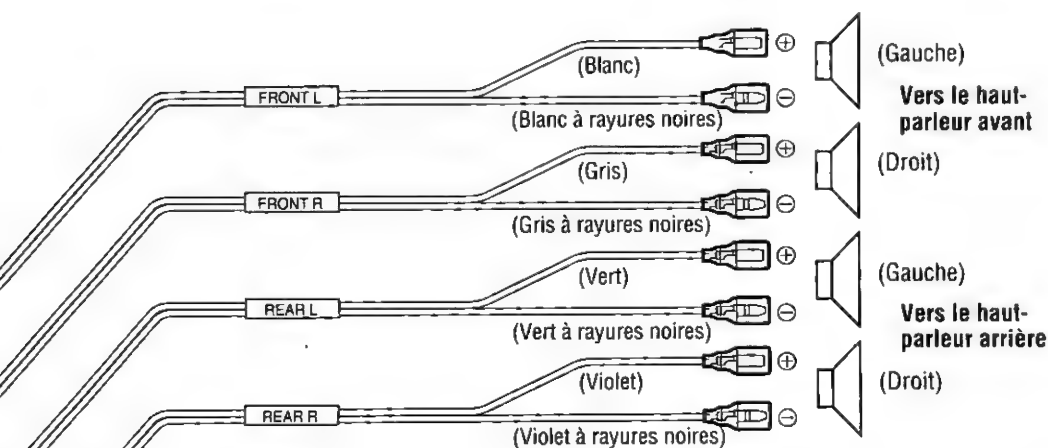 (Blanc)
⊕
(Gauche)
FRONT L
⊖
(Blanc à rayures noires)
Vers le haut-
parleur avant
(Gris)
⊕
(Droit)
FRONT R
⊖
(Gris à rayures noires)
(Vert)
⊕
(Gauche)
REAR L
⊖
(Vert à rayures noires)
Vers le haut-
parleur arrière
(Violet)
⊕
(Droit)
REAR R
⊖
(Violet à rayures noires)